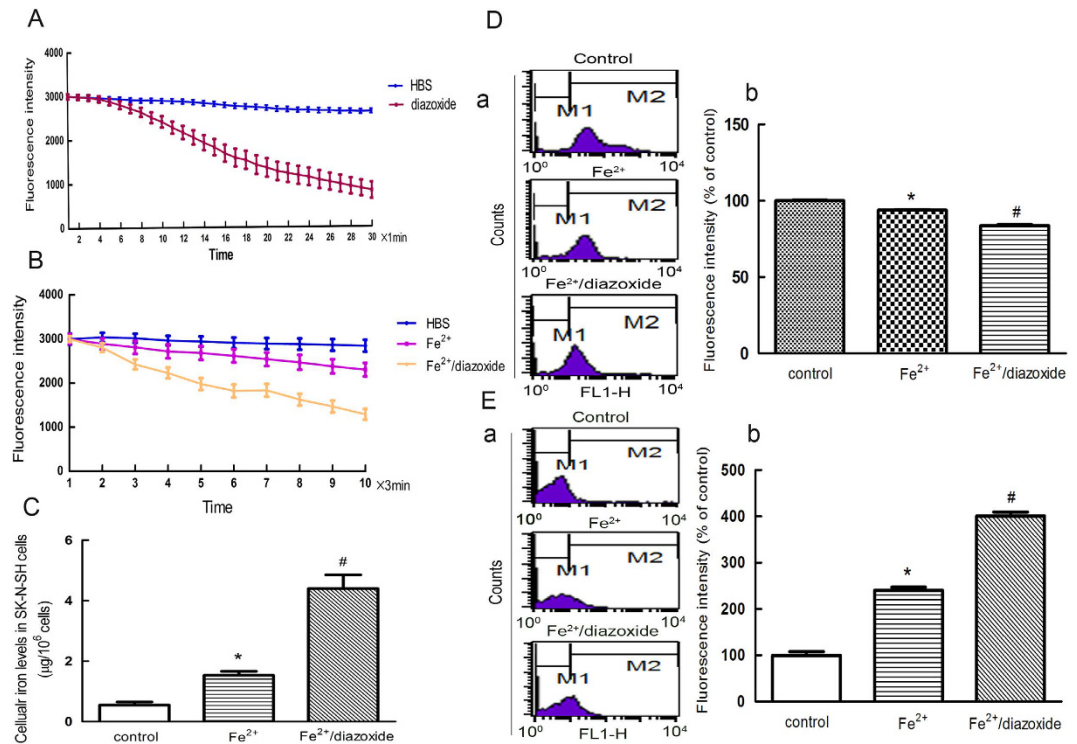 A
Fluorescence intensity
4000
3000
2000
1000
0
2 4 6 8 10 12 14 16 18 20 22 24 26 28 30 ×1min
Time
HBS
diazoxide
B
Fluorescence intensity
4000
3000
2000
1000
0
1 2 3 4 5 6 7 8 9 10 ×3min
Time
HBS
Fe²⁺
Fe²⁺/diazoxide
C
Cellualr iron levels in SK-N-SH cells
(μg/10⁶ cells)
6
4
2
0
*
#
control Fe²⁺ Fe²⁺/diazoxide
D
a
Counts
Control
M1 M2
10⁰ 10⁴
Fe²⁺
M1 M2
10⁰ 10⁴
Fe²⁺/diazoxide
M1 M2
10⁰ 10⁴
FL1-H
b
Fluorescence intensity (% of control)
150
100
50
0
*
#
control Fe²⁺ Fe²⁺/diazoxide
E
a
Counts
Control
M1 M2
10⁰ 10⁴
Fe²⁺
M1 M2
10⁰ 10⁴
Fe²⁺/diazoxide
M1 M2
10⁰ 10⁴
FL1-H
b
Fluorescence intensity (% of control)
500
400
300
200
100
0
*
#
control Fe²⁺ Fe²⁺/diazoxide